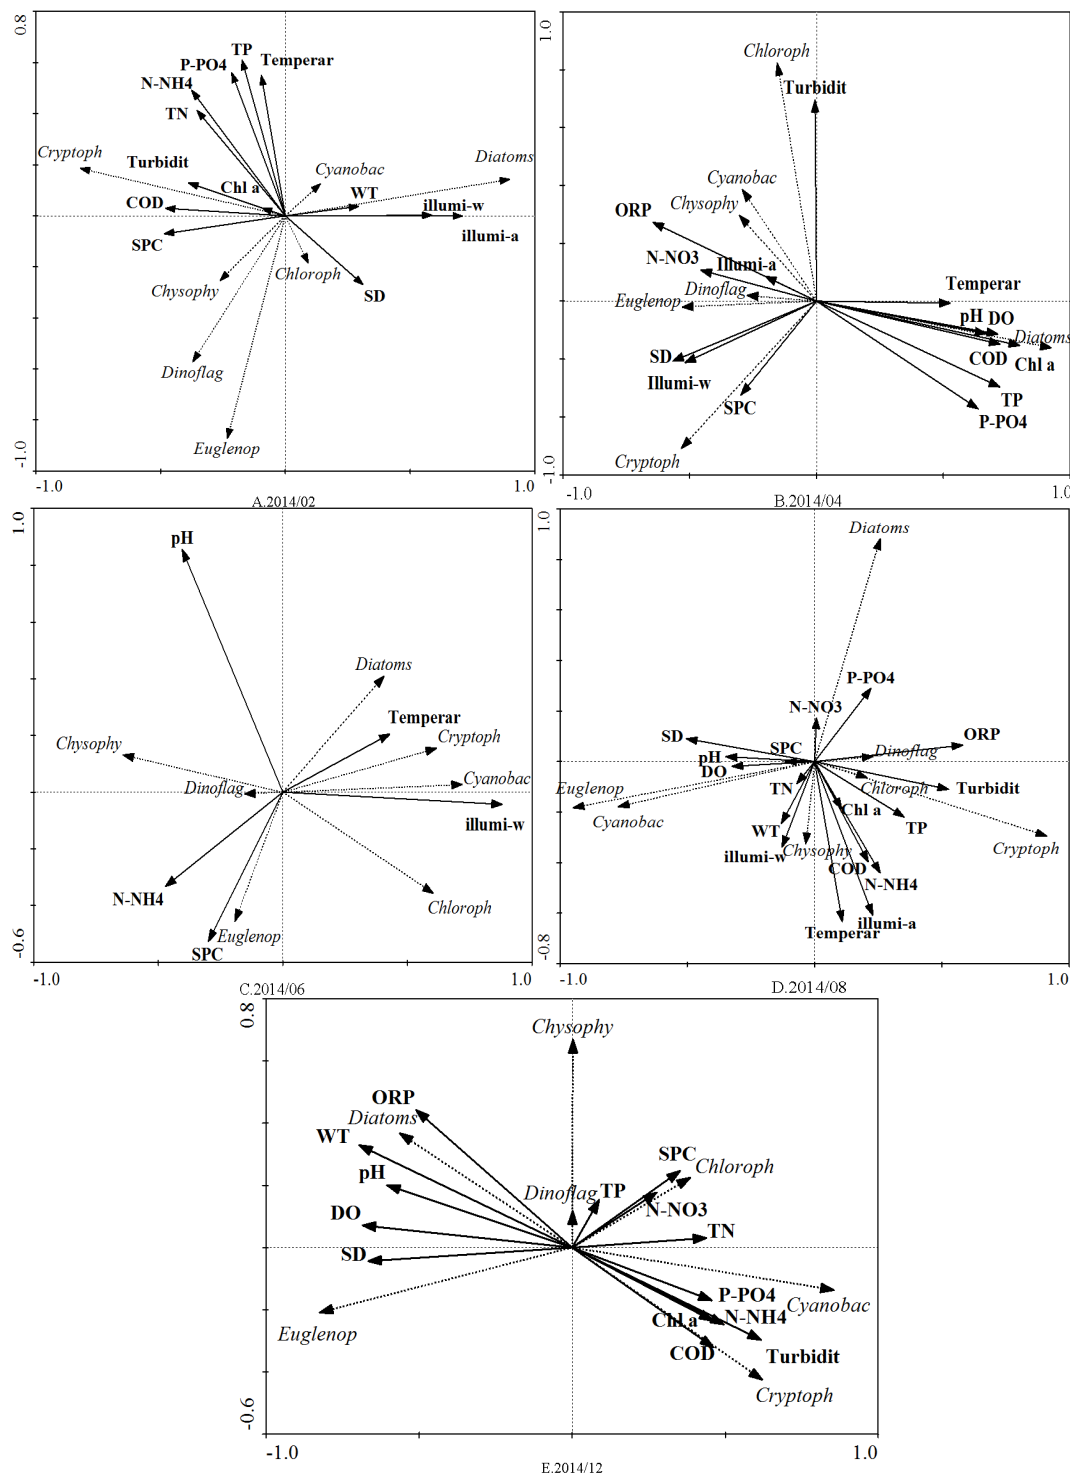 0.8
TP
P-PO4
Temperar
N-NH4
TN
Cryptoph
Turbidit
Chl a
Cyanobac
Diatoms
WT
COD
illumi-w
SPC
illumi-a
Chloroph
Chysophy
SD
Dinoflag
Euglenop
-1.0
-1.0
1.0
A.2014/02
1.0
Chloroph
Turbidit
Cyanobac
ORP
Chysophy
N-NO3
Illumi-a
Dinoflag
Euglenop
Temperar
pH
DO
Diatoms
SD
COD
Chl a
Illumi-w
SPC
TP
P-PO4
Cryptoph
-1.0
-1.0
1.0
B.2014/04
1.0
pH
Diatoms
Temperar
Chysophy
Cryptoph
Dinoflag
Cyanobac
illumi-w
N-NH4
Chloroph
Euglenop
SPC
-0.6
-1.0
1.0
C.2014/06
1.0
Diatoms
P-PO4
N-NO3
SD
ORP
SPC
Dinoflag
pH
DO
TN
Chloroph
Euglenop
Turbidit
Cyanobac
Chl a
WT
TP
illumi-w
Chysophy
Cryptoph
COD
N-NH4
Temperar
illumi-a
-0.8
-1.0
1.0
D.2014/08
0.8
Chysophy
ORP
Diatoms
WT
SPC
pH
Chloroph
Dinoflag
TP
N-NO3
DO
TN
SD
P-PO4
Cyanobac
Chl a
N-NH4
Euglenop
COD
Turbidit
Cryptoph
-0.6
-1.0
1.0
E.2014/12